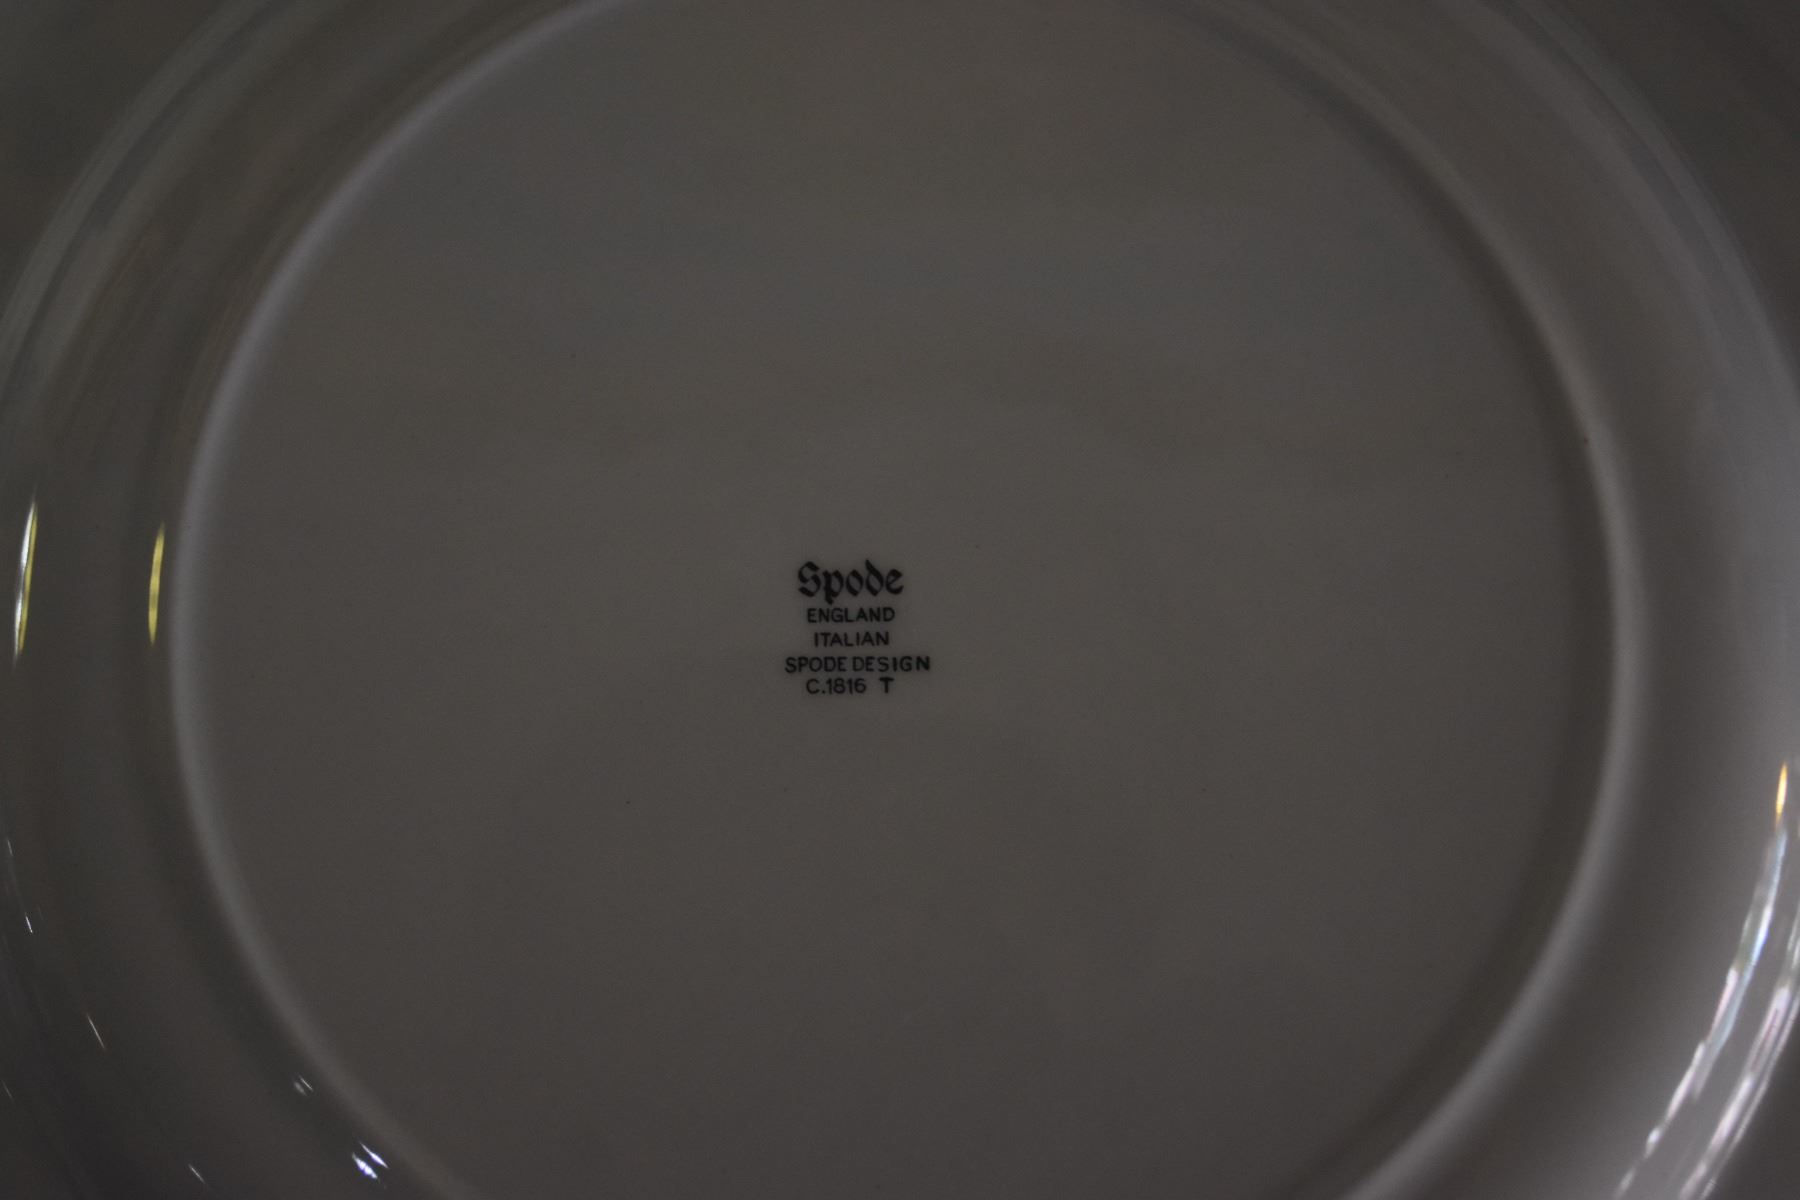 Spode
ENGLAND
ITALIAN
SPODE DESIGN
C.1816 T